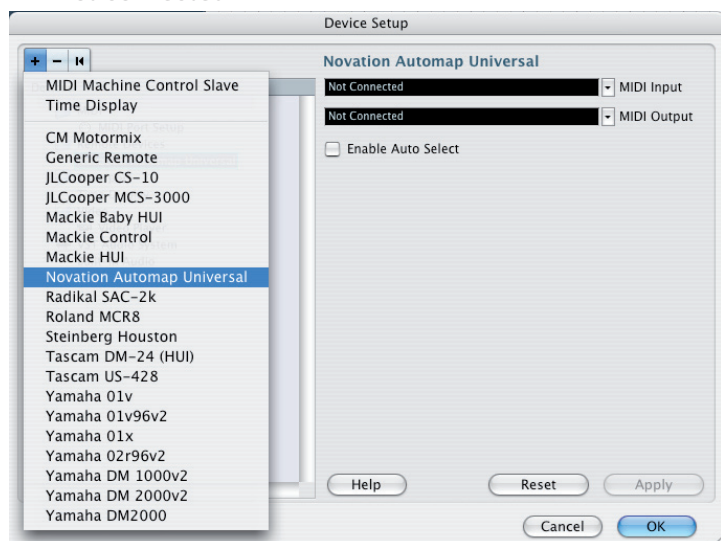 Device Setup
+ - I◀
Novation Automap Universal
Not Connected
MIDI Input
Not Connected
MIDI Output
Enable Auto Select
MIDI Machine Control Slave
Time Display
CM Motormix
Generic Remote
JLCooper CS-10
JLCooper MCS-3000
Mackie Baby HUI
Mackie Control
Mackie HUI
Novation Automap Universal
Radikal SAC-2k
Roland MCR8
Steinberg Houston
Tascam DM-24 (HUI)
Tascam US-428
Yamaha 01v
Yamaha 01v96v2
Yamaha 01x
Yamaha 02r96v2
Yamaha DM 1000v2
Yamaha DM 2000v2
Yamaha DM2000
Help
Reset
Apply
Cancel
OK